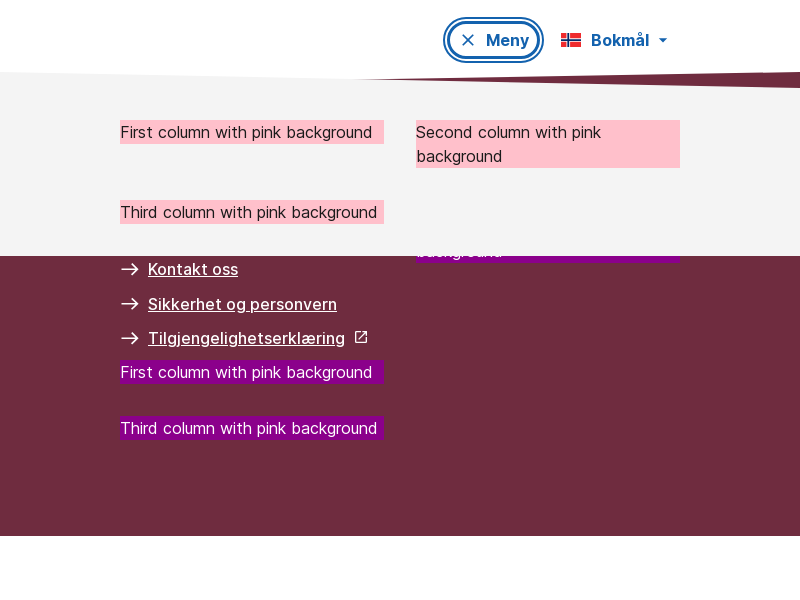 Meny
Bokmål
First column with pink background
Second column with pink
background
Third column with pink background
Kontakt oss
Sikkerhet og personvern
Tilgjengelighetserklæring
First column with pink background
Third column with pink background